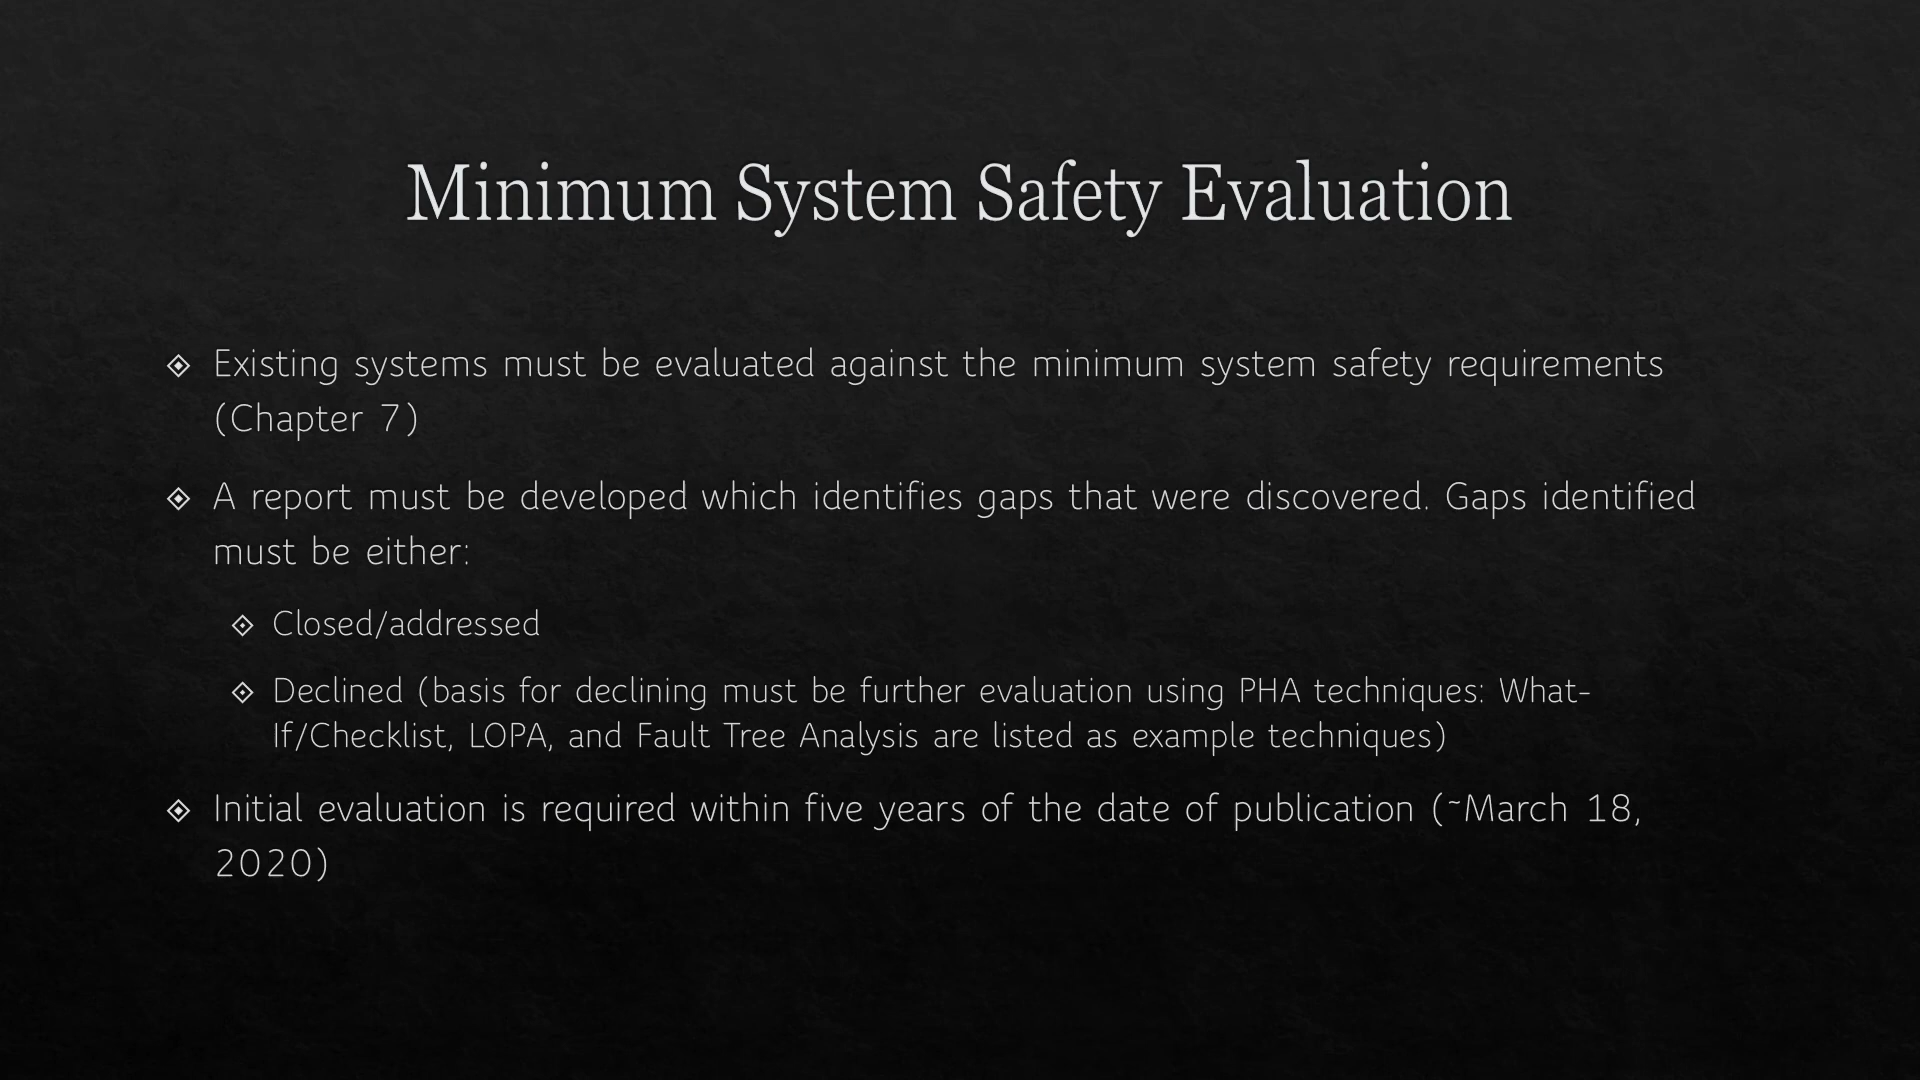 Minimum System Safety Evaluation
Existing systems must be evaluated against the minimum system safety requirements
(Chapter 7)
A report must be developed which identifies gaps that were discovered. Gaps identified
must be either:
Closed/addressed
Declined (basis for declining must be further evaluation using PHA techniques: What-
If/Checklist, LOPA, and Fault Tree Analysis are listed as example techniques)
Initial evaluation is required within five years of the date of publication (~March 18,
2020)